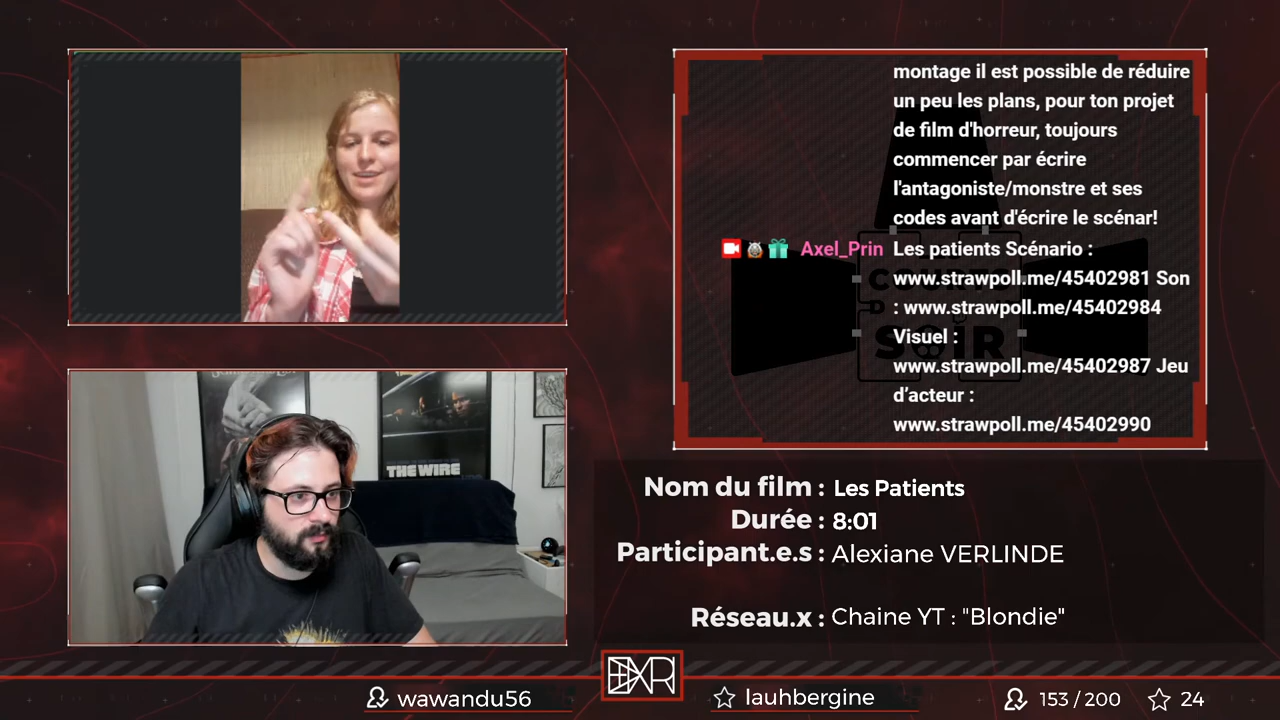 montage il est possible de réduire
un peu les plans, pour ton projet
de film d'horreur, toujours
commencer par écrire
l'antagoniste/monstre et ses
codes avant d'écrire le scénar!
Axel_Prin Les patients Scénario :
www.strawpoll.me/45402981 Son
: www.strawpoll.me/45402984
Visuel :
www.strawpoll.me/45402987 Jeu
d'acteur :
www.strawpoll.me/45402990
COURTS
D
SOIR
THE WIRE
Nom du film : Les Patients
Durée : 8:01
Participant.e.s : Alexiane VERLINDE
Réseau.x : Chaine YT : "Blondie"
wawandu56
lauhbergine
153 / 200
24